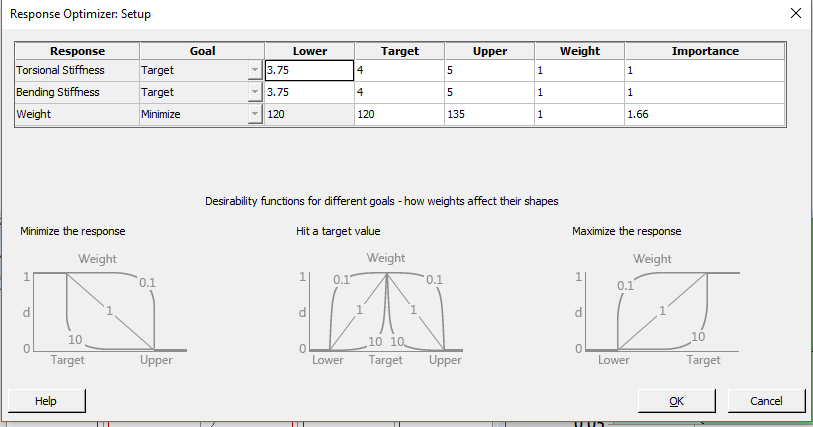 Response Optimizer: Setup
Response Goal Lower Target Upper Weight Importance
Torsional Stiffness Target 3.75 4 5 1 1
Bending Stiffness Target 3.75 4 5 1 1
Weight Minimize 120 120 135 1 1.66
Desirability functions for different goals - how weights affect their shapes
Minimize the response Hit a target value Maximize the response
Weight Weight Weight
1 0.1 1 0.1 0.1 1 0.1
d 1 d 1 1 d 1
10 10 10 10
0 0 0
Target Upper Lower Target Upper Lower Target
Help OK Cancel
0.05